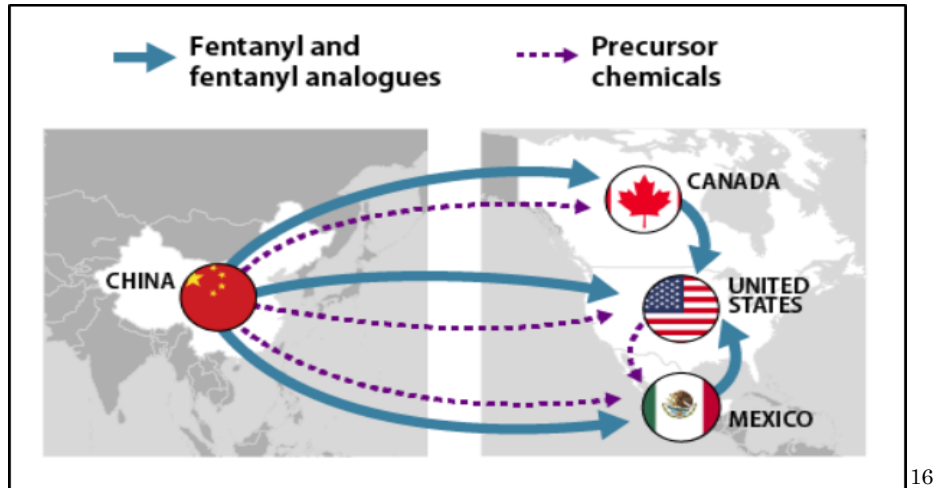 Fentanyl and
fentanyl analogues
Precursor
chemicals
CANADA
CHINA
UNITED
STATES
MEXICO
16